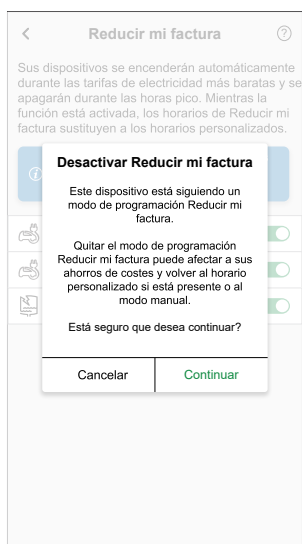 Reducir mi factura
Sus dispositivos se encenderán automáticamente
durante las tarifas de electricidad más baratas y se
apagarán durante las horas pico. Mientras la
función está activada, los horarios de Reducir mi
factura sustituyen a los horarios personalizados.
Desactivar Reducir mi factura
Este dispositivo está siguiendo un
modo de programación Reducir mi
factura.
Quitar el modo de programación
Reducir mi factura puede afectar a sus
ahorros de costes y volver al horario
personalizado si está presente o al
modo manual.
Está seguro que desea continuar?
Cancelar
Continuar